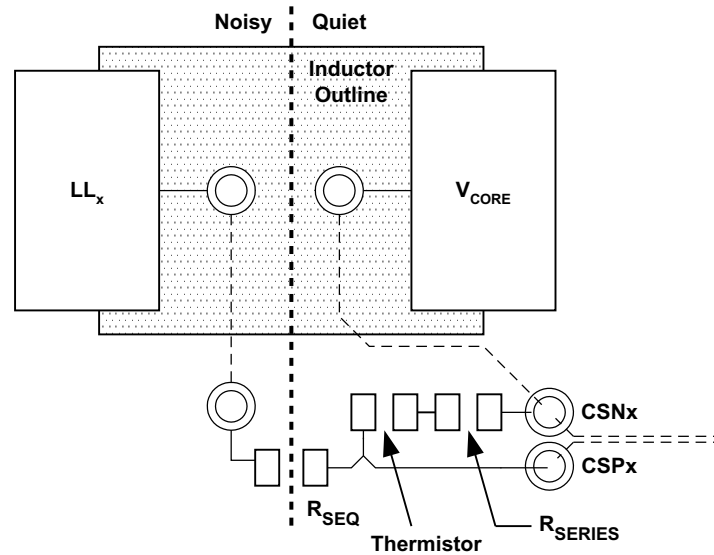 Noisy
Quiet
Inductor
Outline
LLx
VCORE
CSNx
CSPx
RSEQ
Thermistor
RSERIES